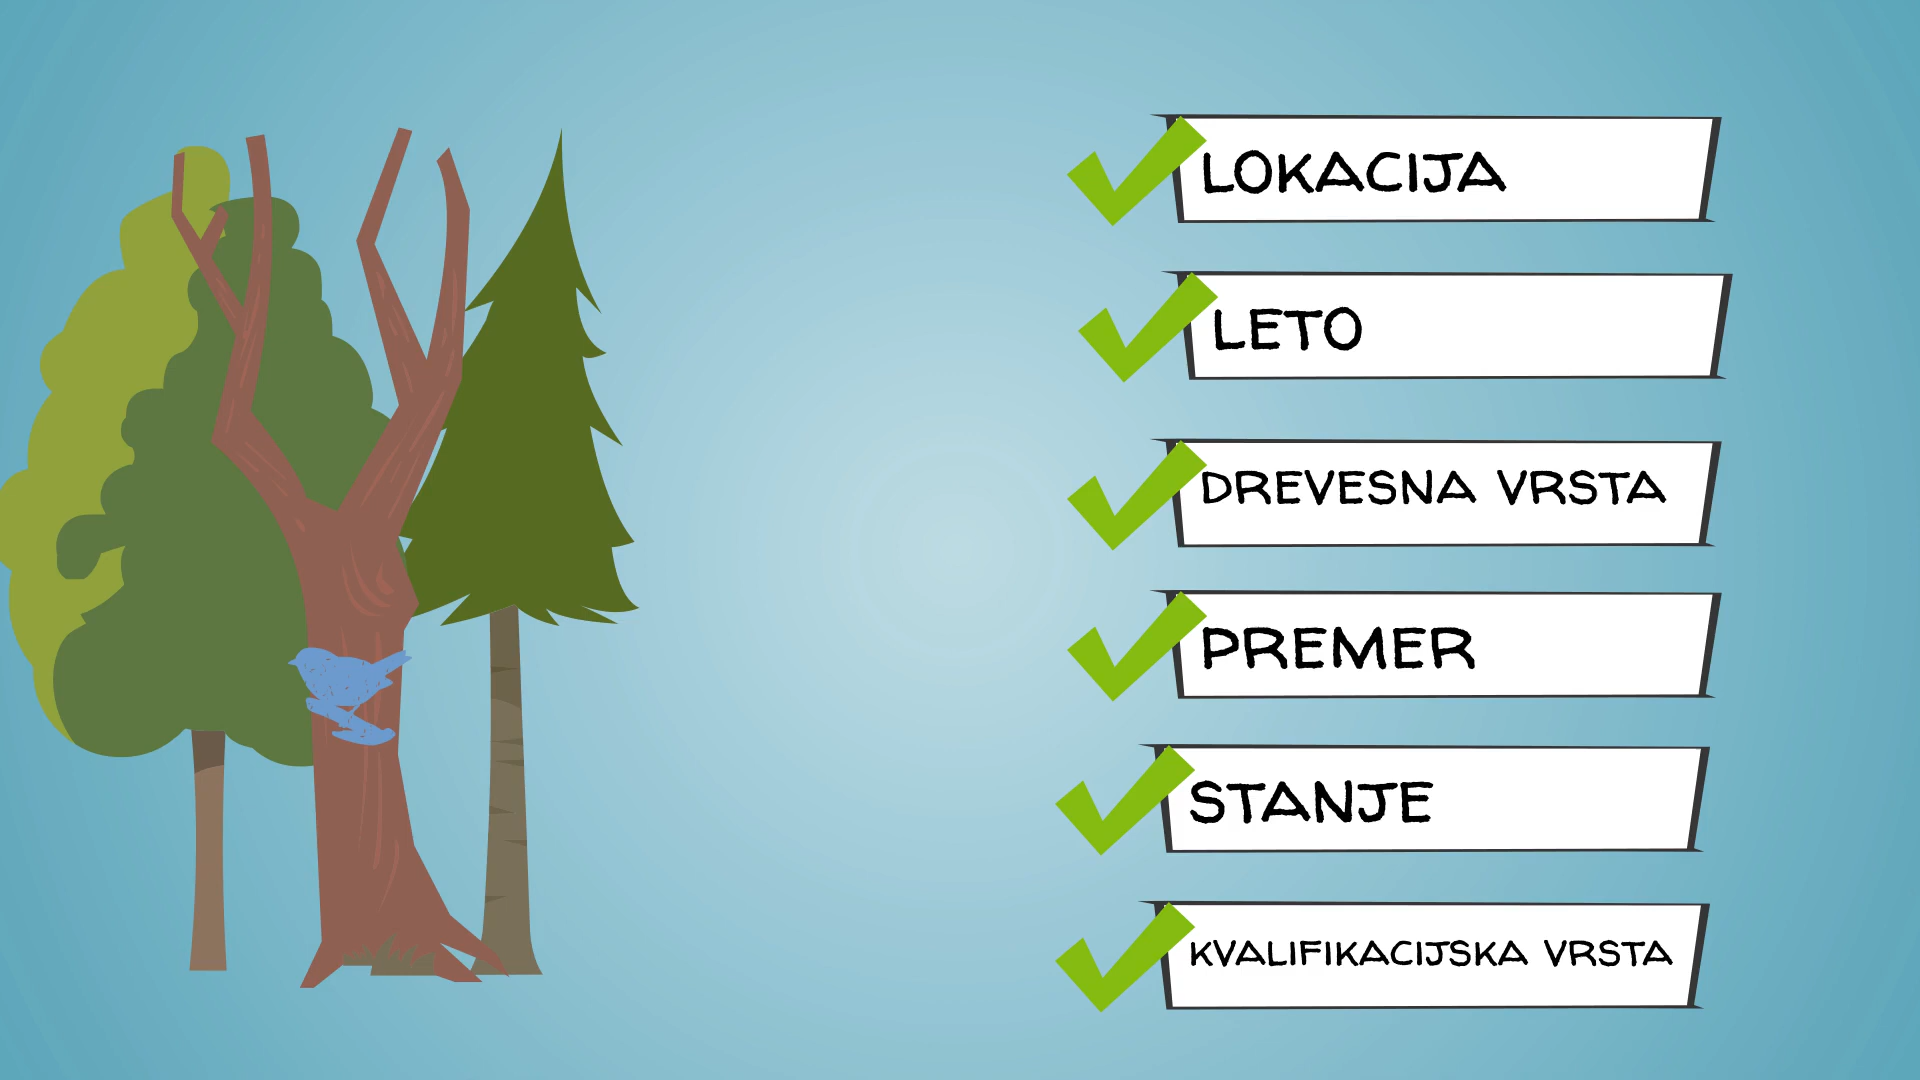 LOKACIJA
LETO
DREVESNA VRSTA
PREMER
STANJE
KVALIFIKACIJSKA VRSTA